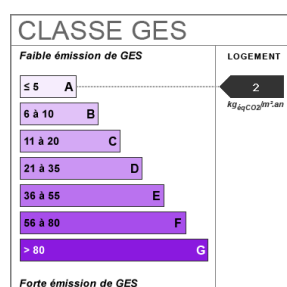 CLASSE GES
Faible émission de GES
LOGEMENT
≤ 5 A
2
kgéqCO2/m².an
6 à 10 B
11 à 20 C
21 à 35 D
36 à 55 E
56 à 80 F
> 80 G
Forte émission de GES